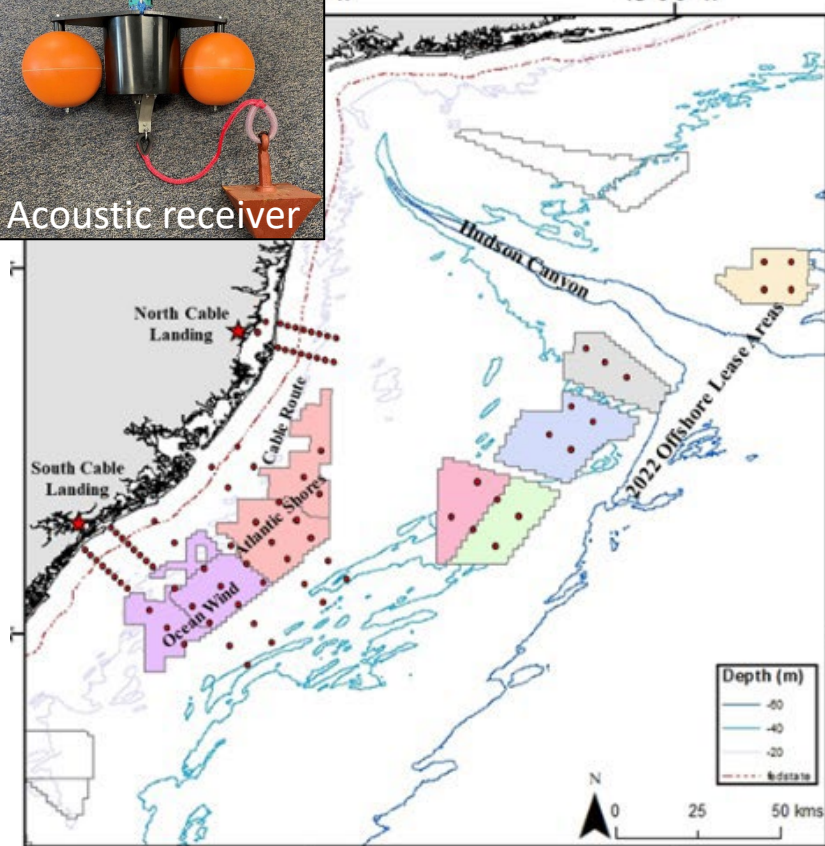 Acoustic receiver
Hudson Canyon
North Cable
Landing
Cable Route
2022 Offshore Lease Areas
South Cable
Landing
Atlantic Shores
Ocean Wind
Depth (m)
-60
-40
-20
fedstate
N
0 25 50 kms